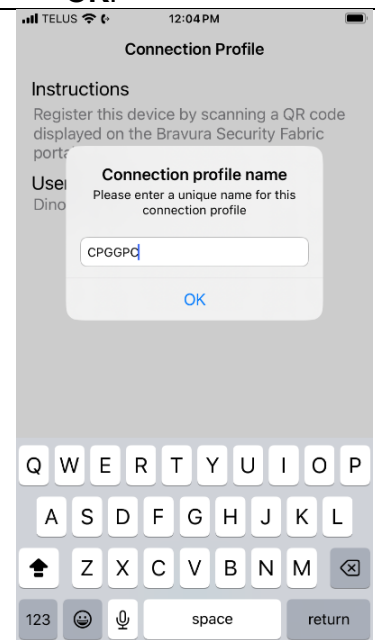 OK.
TELUS 12:04 PM
Connection Profile
Instructions
Register this device by scanning a QR code
displayed on the Bravura Security Fabric
porta
User
Dino
Connection profile name
Please enter a unique name for this
connection profile
CPGGPC
OK
Q W E R T Y U I O P
A S D F G H J K L
Z X C V B N M
123 space return